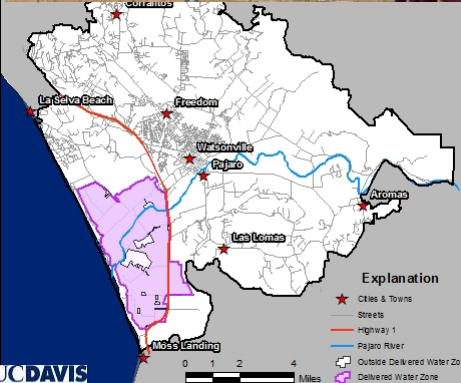 Corralitos
La Selva Beach
Freedom
Watsonville
Pajaro
Aromas
Las Lomas
Explanation
Cities & Towns
Streets
Highway 1
Pajaro River
Outside Delivered Water Zo
Delivered Water Zone
Moss Landing
UCDAVIS
0 1 2 4 Miles